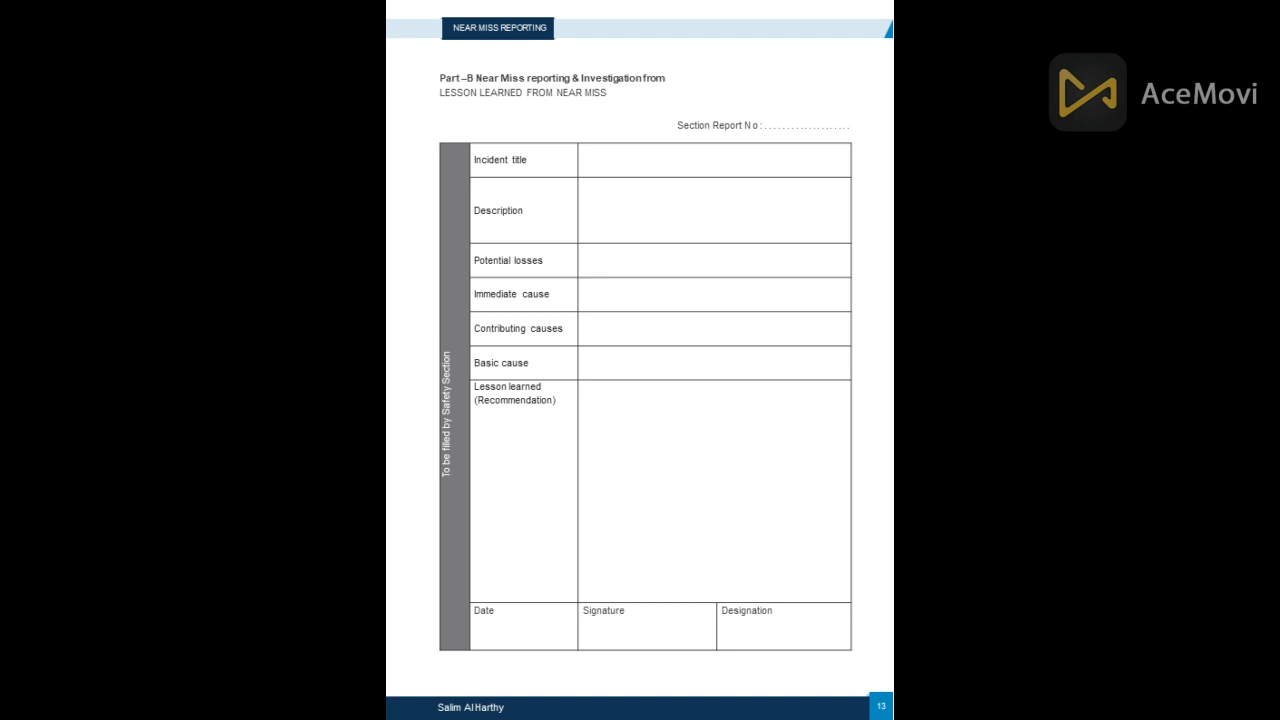 NEAR MISS REPORTING
AceMovi
Part –B Near Miss reporting & Investigation from
LESSON LEARNED FROM NEAR MISS
Section Report No: . . . . . . . . . . . . . . . . . . .
To be filled by Safety Section
Incident title
Description
Potential losses
Immediate cause
Contributing causes
Basic cause
Lesson learned
(Recommendation)
Date
Signature
Designation
Salim Al Harthy
13